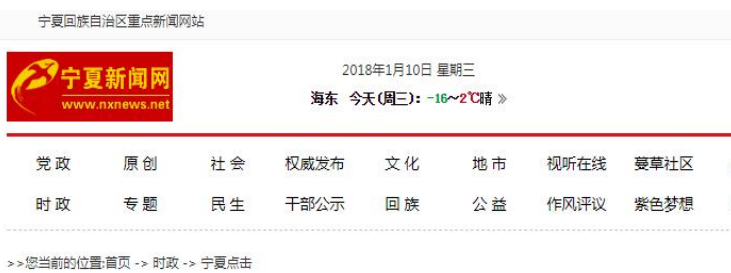 宁夏回族自治区重点新闻网站
宁夏新闻网
www.nxnews.net
2018年1月10日 星期三
海东 今天(周三)：-16～2℃晴 »
党 政 原 创 社 会 权威发布 文 化 地 市 视听在线 蔓草社区
时 政 专 题 民 生 干部公示 回 族 公 益 作风评议 紫色梦想
>>您当前的位置:首页 -> 时政 -> 宁夏点击